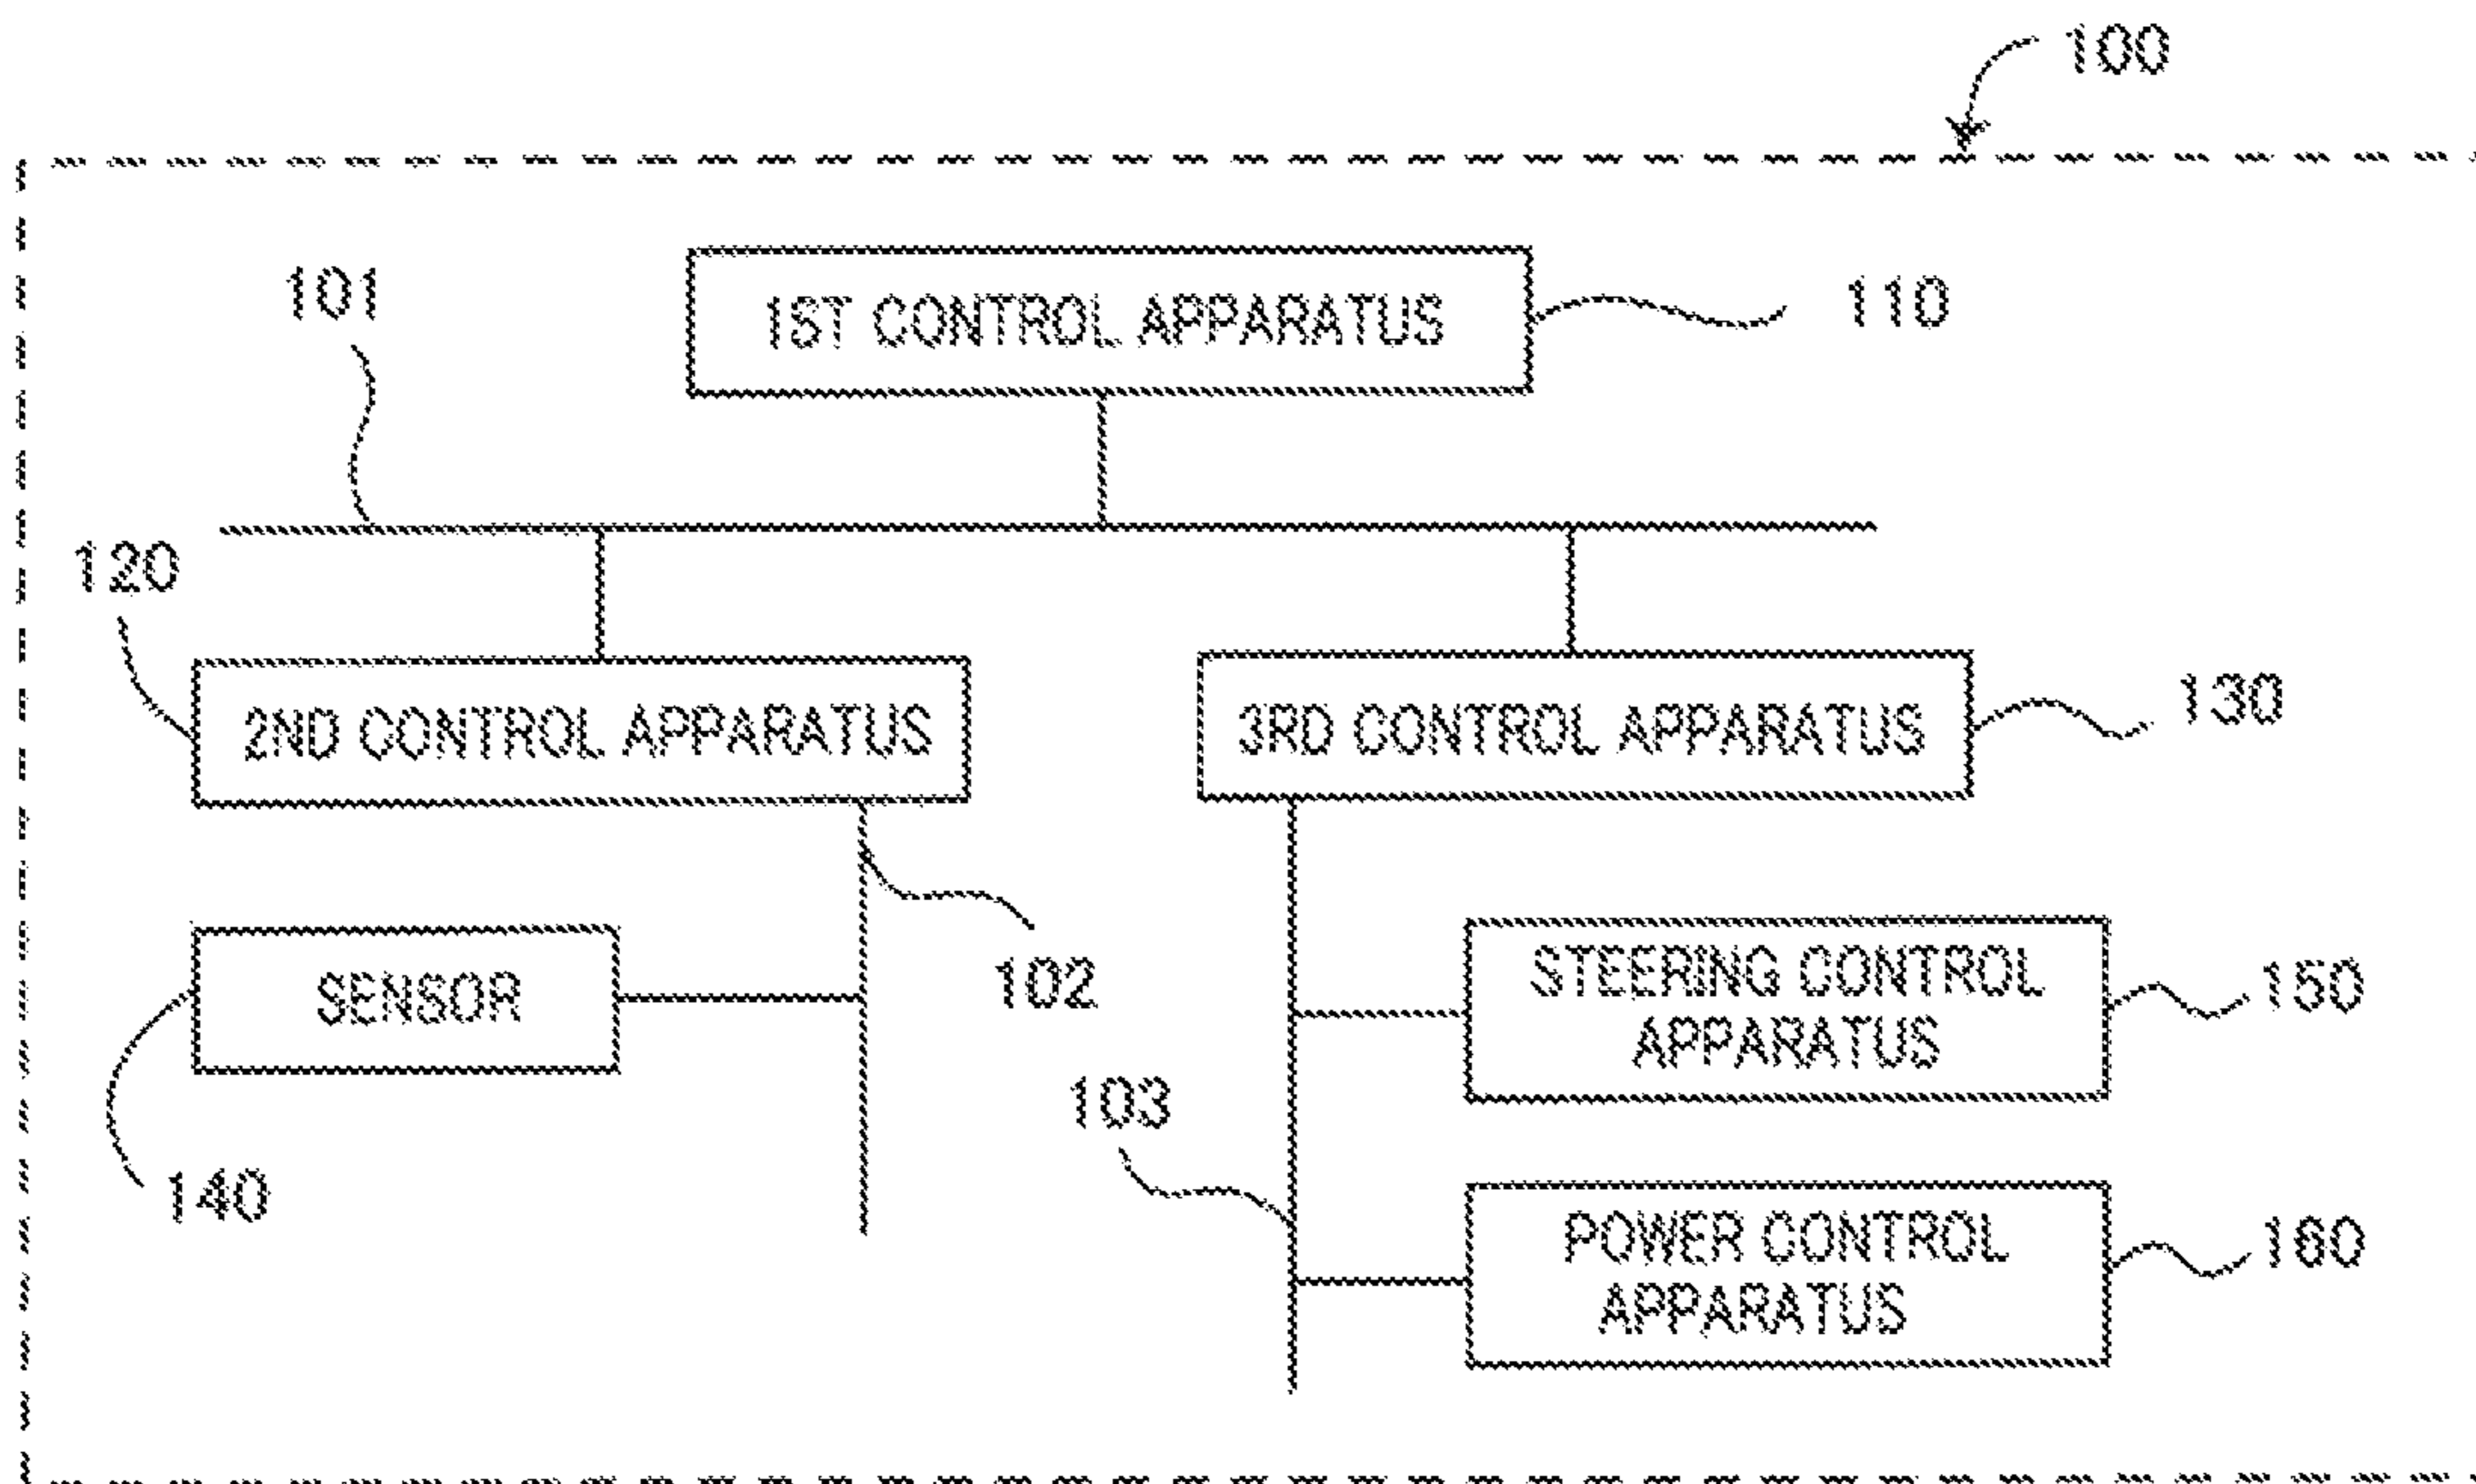 100
101
1ST CONTROL APPARATUS
110
120
2ND CONTROL APPARATUS
3RD CONTROL APPARATUS
130
SENSOR
102
STEERING CONTROL
APPARATUS
150
103
140
POWER CONTROL
APPARATUS
160